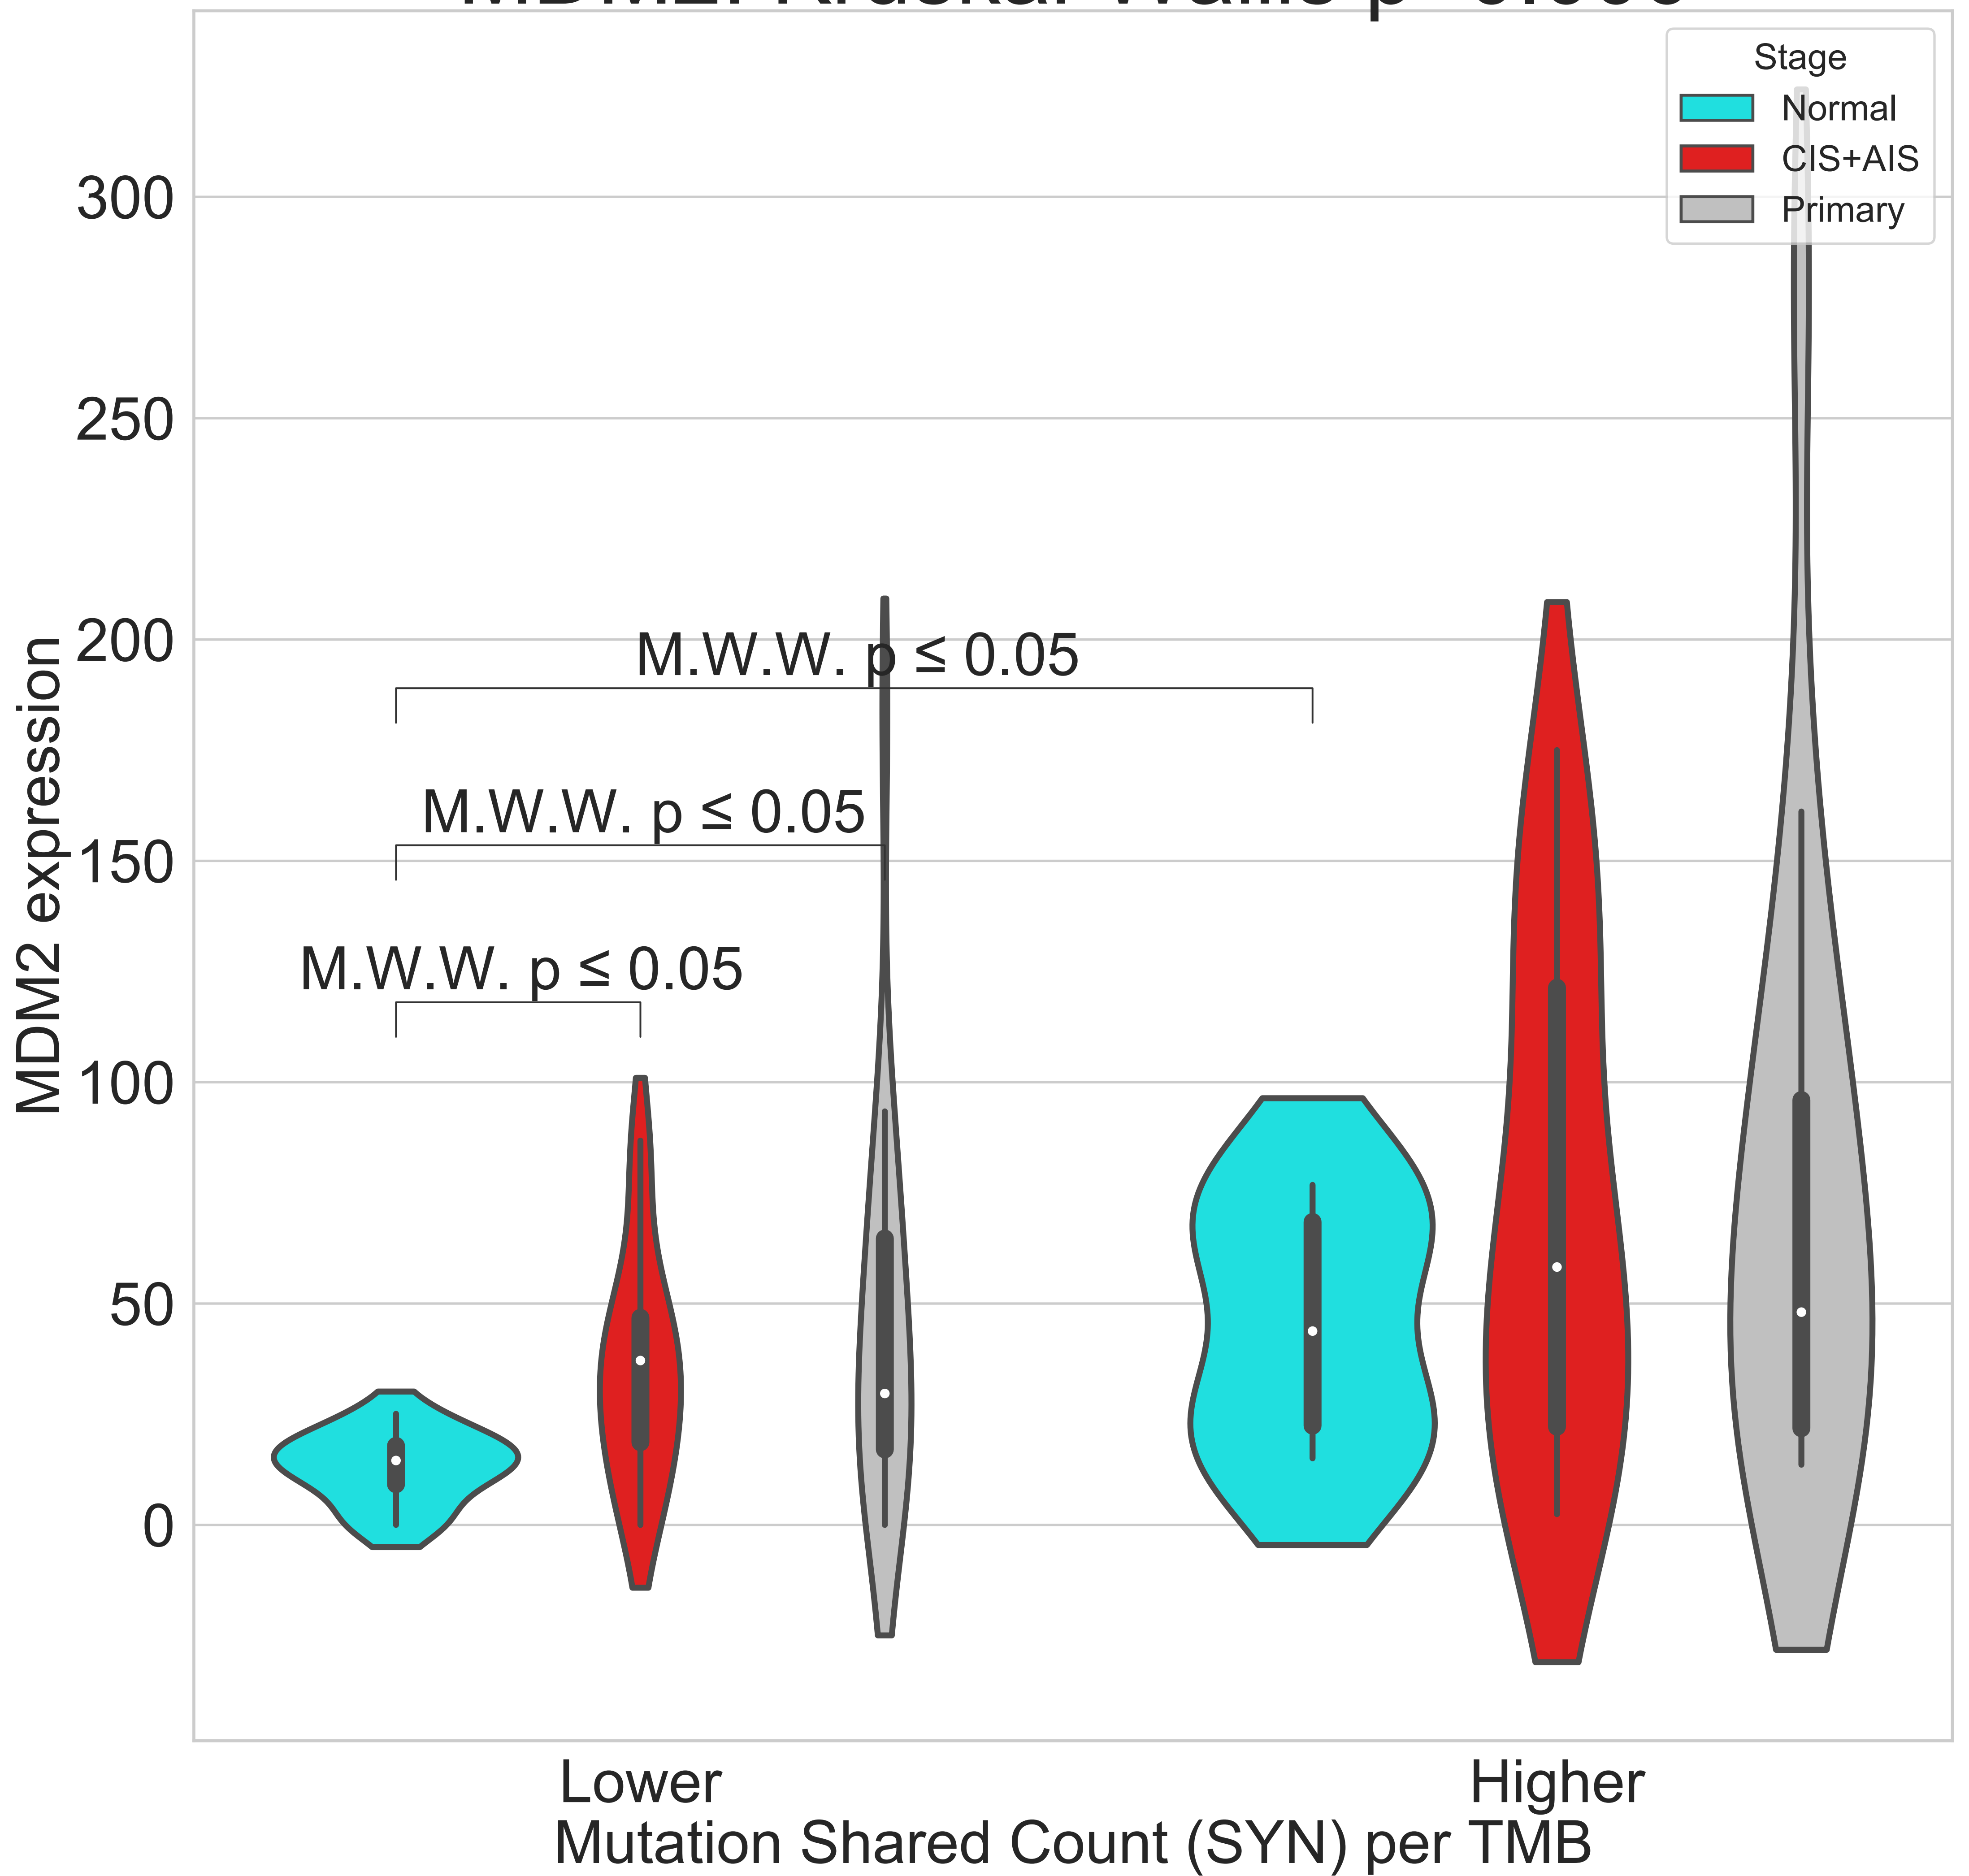 Stage
Normal
CIS+AIS
Primary
300
250
200
150
100
50
0
MDM2 expression
M.W.W. p ≤ 0.05
M.W.W. p ≤ 0.05
M.W.W. p ≤ 0.05
Lower
Higher
Mutation Shared Count (SYN) per TMB